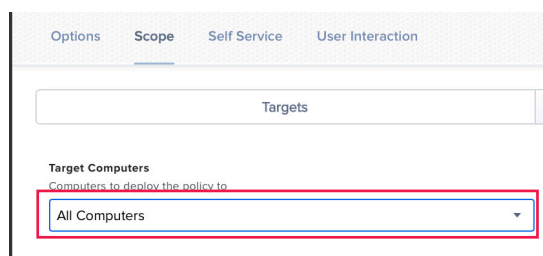 Options Scope Self Service User Interaction
Targets
Target Computers
Computers to deploy the policy to
All Computers